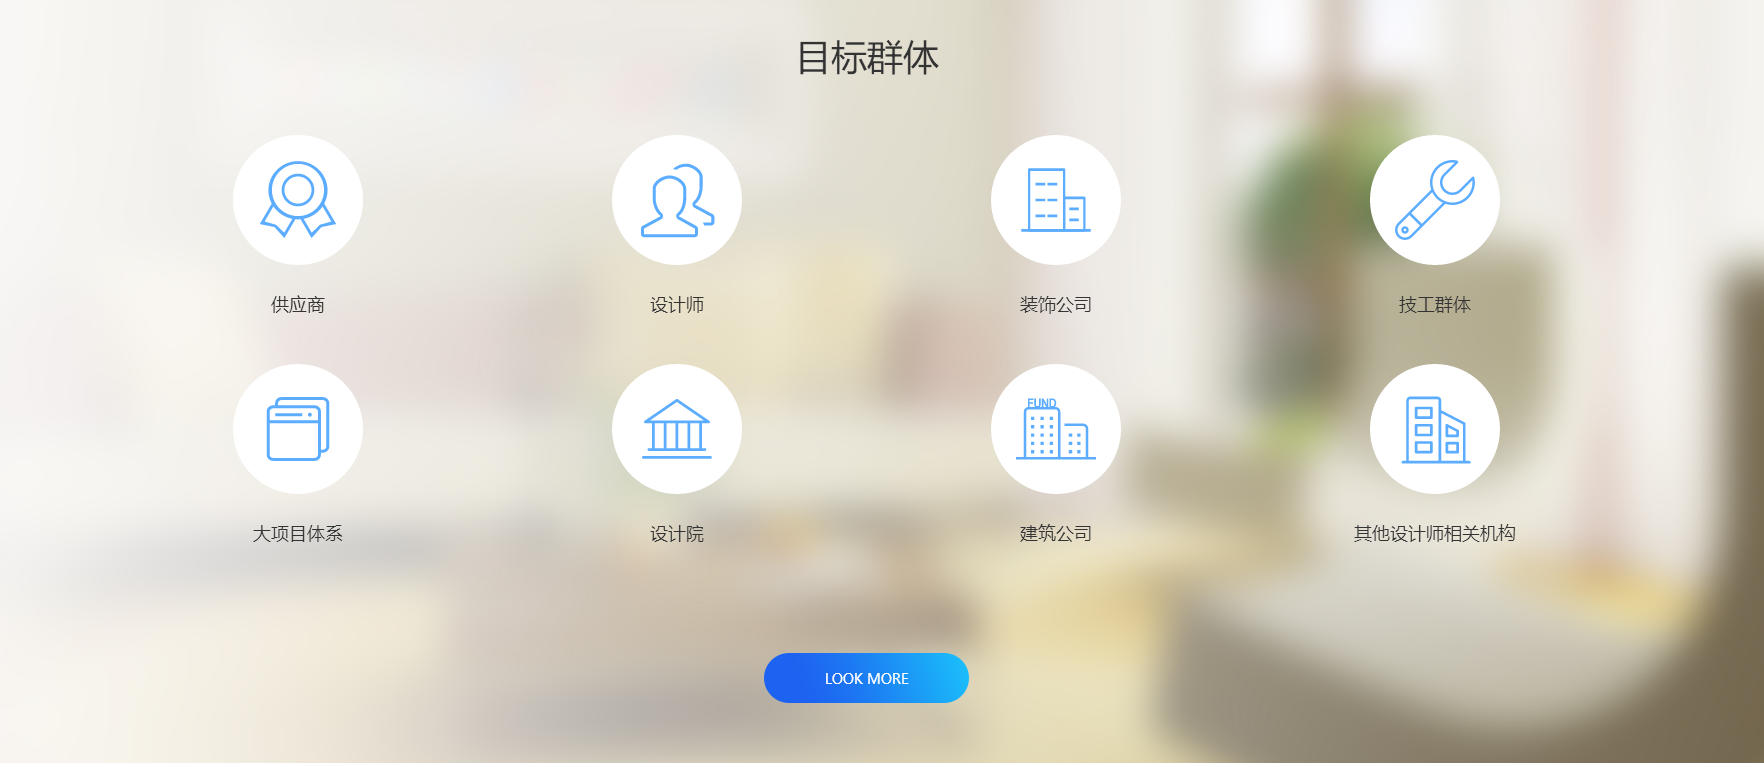 目标群体
供应商
设计师
装饰公司
技工群体
FUND
大项目体系
设计院
建筑公司
其他设计师相关机构
LOOK MORE